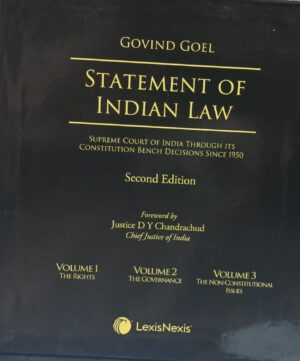 GOVIND GOEL
STATEMENT OF
INDIAN LAW
SUPREME COURT OF INDIA THROUGH ITS
CONSTITUTION BENCH DECISIONS SINCE 1950
Second Edition
Foreword by
Justice D Y Chandrachud
Chief Justice of India
VOLUME 1
THE RIGHTS
VOLUME 2
THE GOVERNANCE
VOLUME 3
THE NON-CONSTITUTIONAL
ISSUES
LexisNexis®